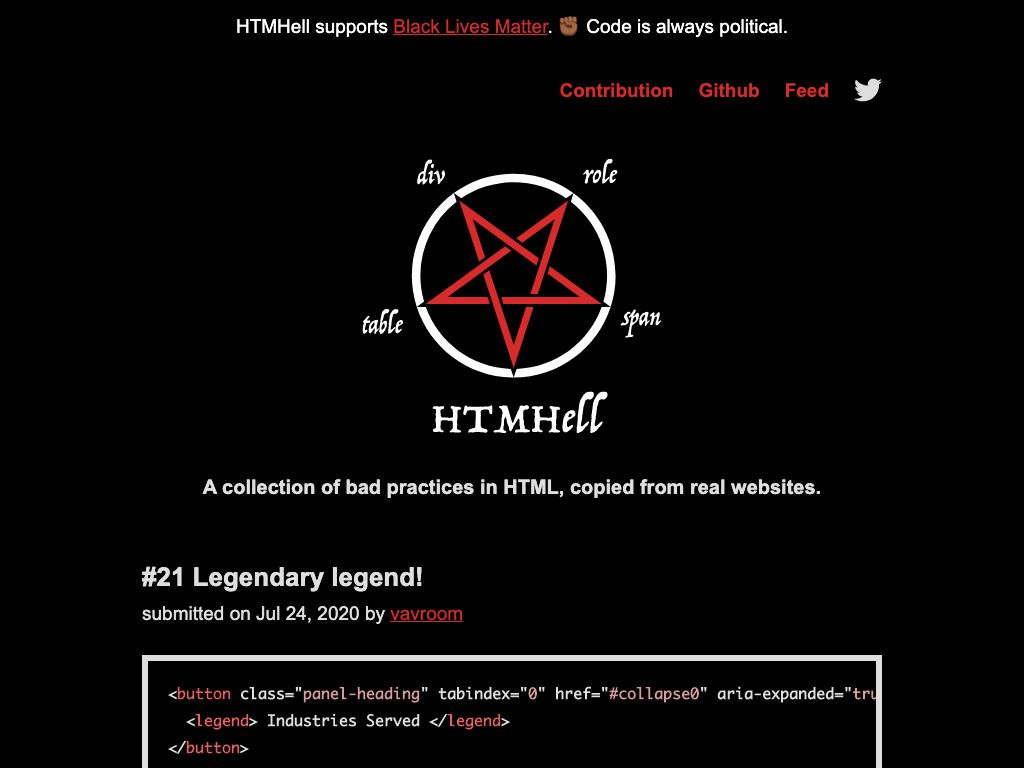 HTMHell supports Black Lives Matter. ✊🏾 Code is always political.
Contribution Github Feed
div role
table span
HTMHell
A collection of bad practices in HTML, copied from real websites.
#21 Legendary legend!
submitted on Jul 24, 2020 by vavroom
<button class="panel-heading" tabindex="0" href="#collapse0" aria-expanded="tru
<legend> Industries Served </legend>
</button>